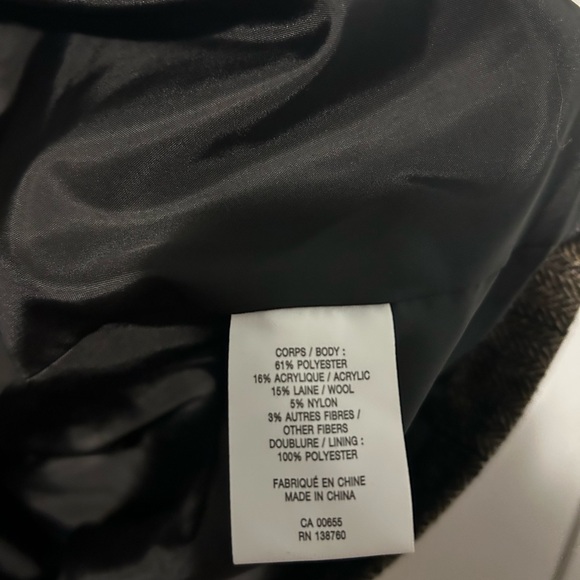 CORPS / BODY :
61% POLYESTER
16% ACRYLIQUE / ACRYLIC
15% LAINE / WOOL
5% NYLON
3% AUTRES FIBRES /
OTHER FIBERS
DOUBLURE / LINING :
100% POLYESTER
FABRIQUÉ EN CHINE
MADE IN CHINA
CA 00655
RN 138760